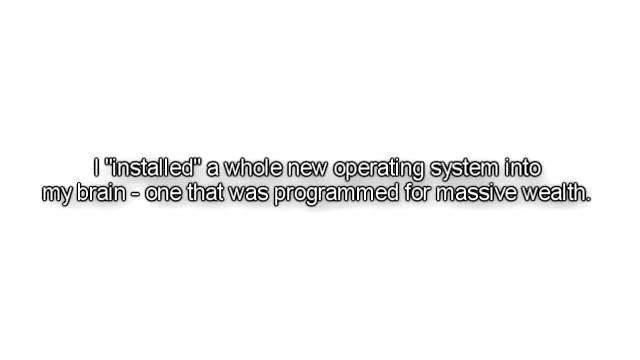 I "installed" a whole new operating system into
my brain - one that was programmed for massive wealth.